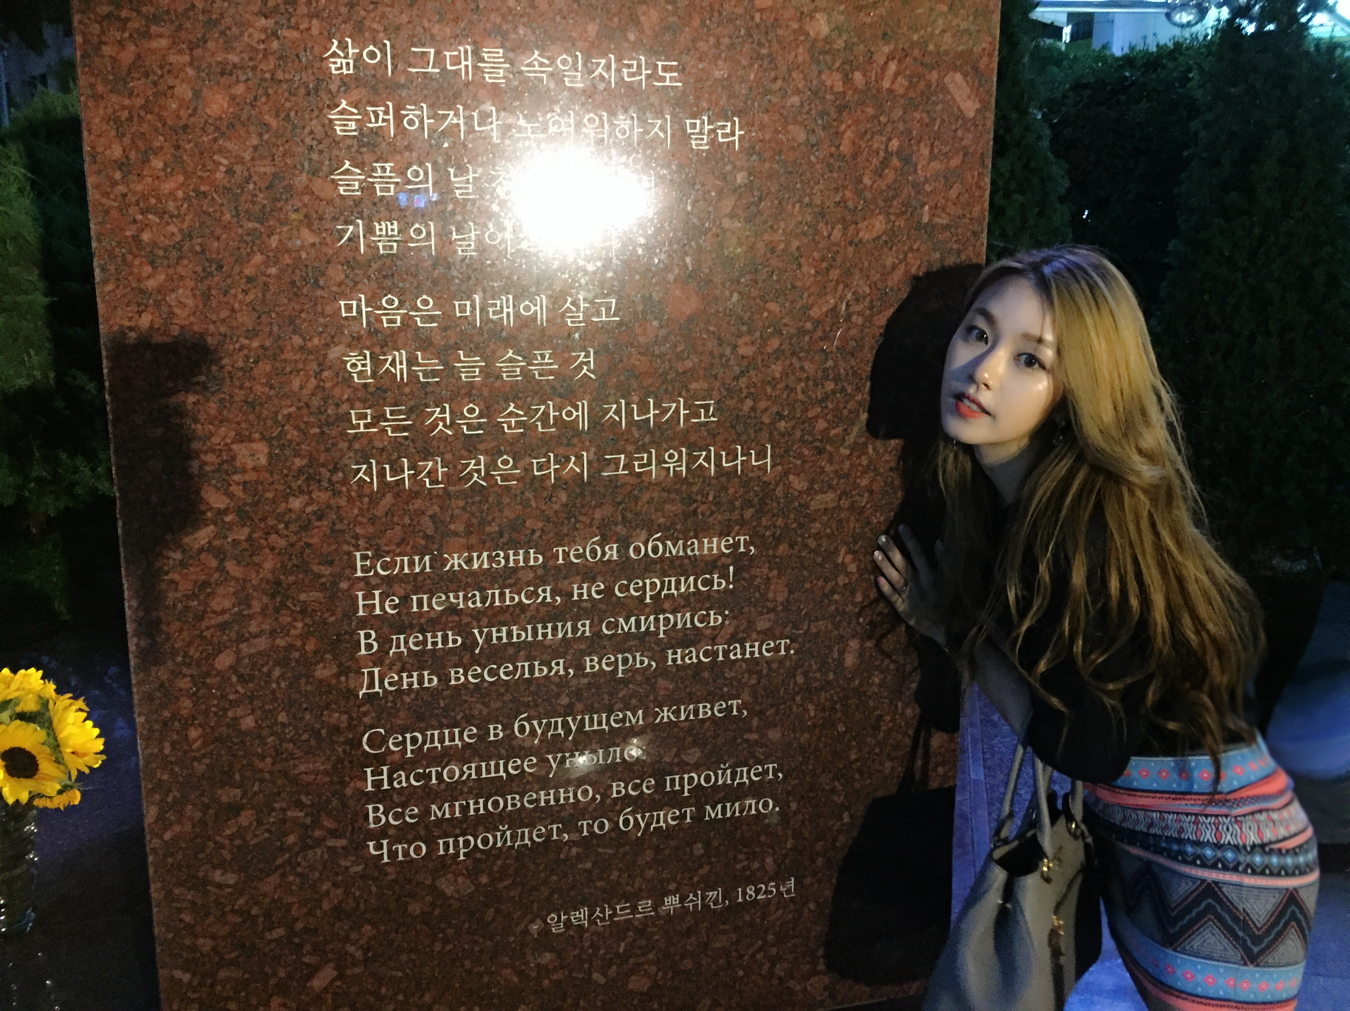 삶이 그대를 속일지라도
슬퍼하거나 노여워하지 말라
슬픔의 날
기쁨의 날이
마음은 미래에 살고
현재는 늘 슬픈 것
모든 것은 순간에 지나가고
지나간 것은 다시 그리워지나니
Если жизнь тебя обманет,
Не печалься, не сердись!
В день уныния смирись:
День веселья, верь, настанет.
Сердце в будущем живет,
Настоящее уныло:
Все мгновенно, все пройдет,
Что пройдет, то будет мило.
- 알렉산드르 뿌쉬낀, 1825년